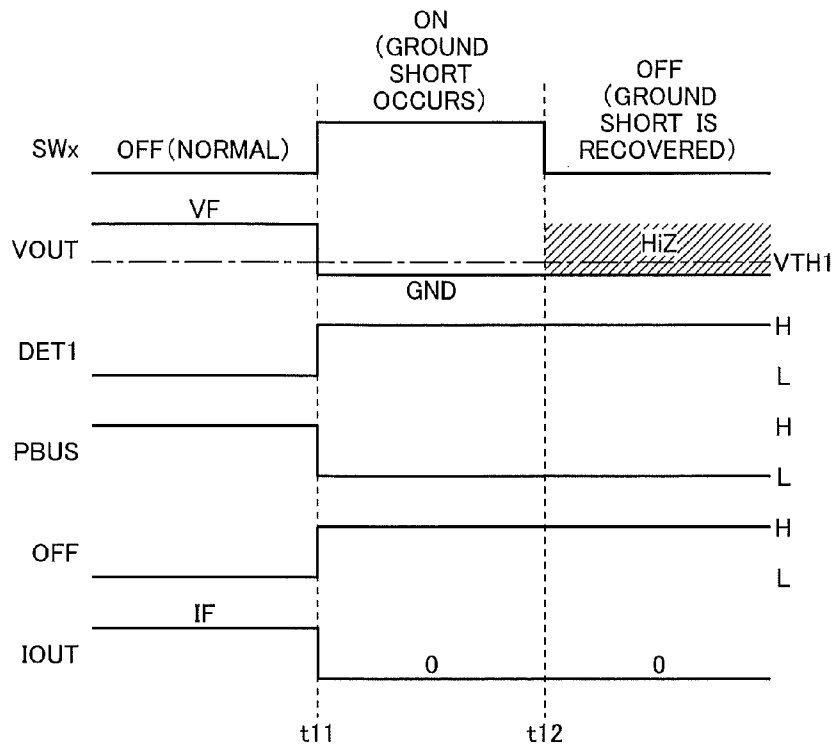 ON
(GROUND
SHORT
OCCURS)
OFF
(GROUND
SHORT IS
RECOVERED)
SWx
OFF(NORMAL)
VF
VOUT
HiZ
VTH1
GND
H
DET1
L
H
PBUS
L
H
OFF
L
IF
IOUT
0
0
t11
t12